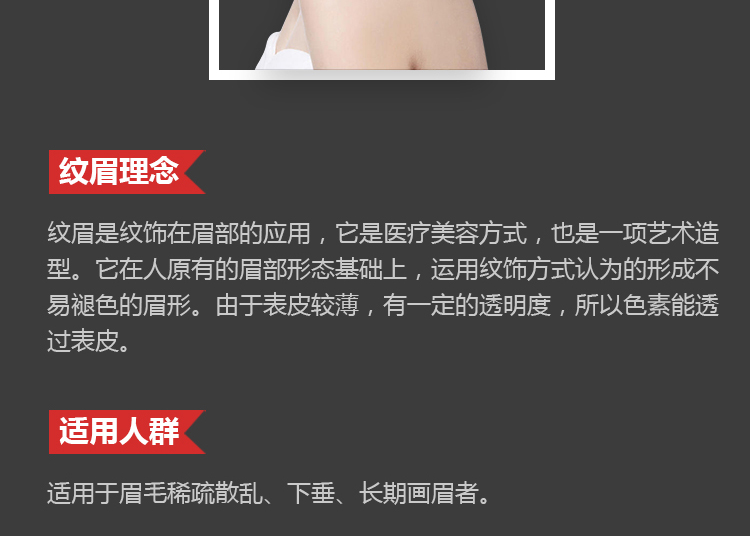 纹眉理念
纹眉是纹饰在眉部的应用，它是医疗美容方式，也是一项艺术造
型。它在人原有的眉部形态基础上，运用纹饰方式认为的形成不
易褪色的眉形。由于表皮较薄，有一定的透明度，所以色素能透
过表皮。
适用人群
适用于眉毛稀疏散乱、下垂、长期画眉者。